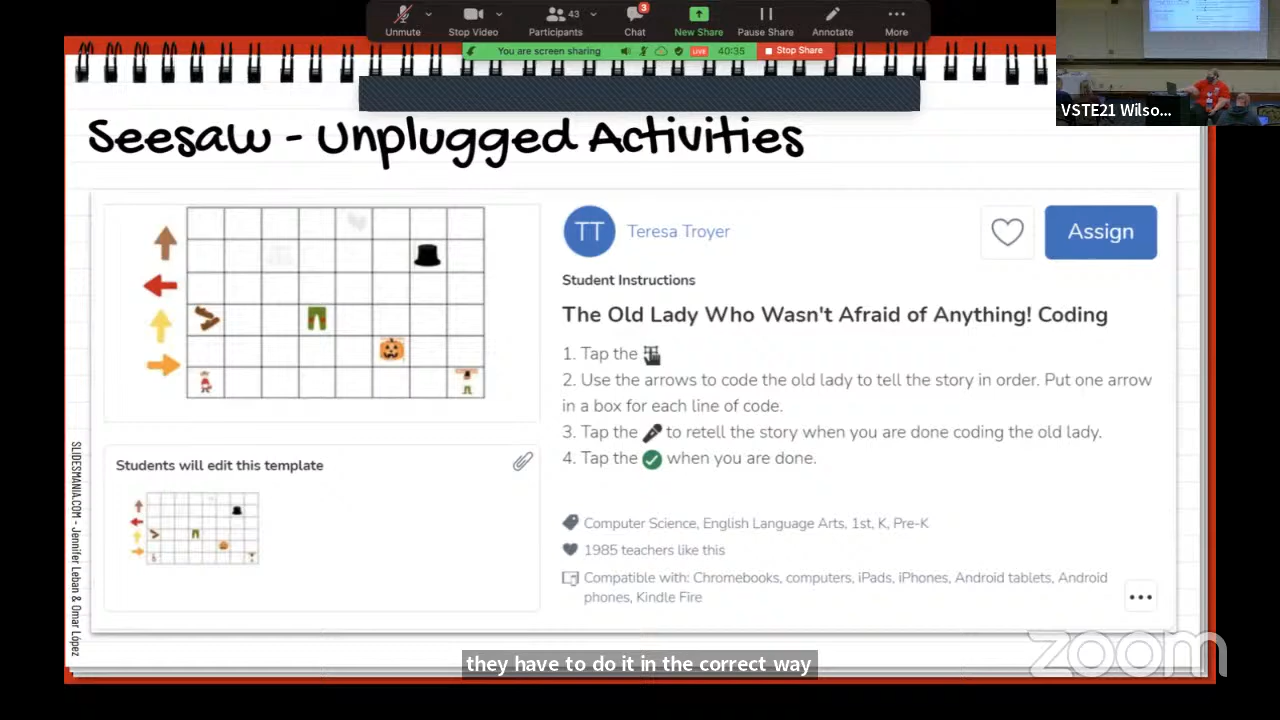 Unmute
Stop Video
43
Participants
3
Chat
New Share
Pause Share
Annotate
More
You are screen sharing
LIVE
40:35
Stop Share
VSTE21 Wilso...
Seesaw - Unplugged Activities
TT
Teresa Troyer
Assign
Student Instructions
The Old Lady Who Wasn't Afraid of Anything! Coding
1. Tap the
2. Use the arrows to code the old lady to tell the story in order. Put one arrow
in a box for each line of code.
3. Tap the to retell the story when you are done coding the old lady.
4. Tap the when you are done.
Students will edit this template
Computer Science, English Language Arts, 1st, K, Pre-K
1985 teachers like this
Compatible with: Chromebooks, computers, iPads, iPhones, Android tablets, Android
phones, Kindle Fire
SLIDESMANIA.COM - Jennifer Leban & Omar López
they have to do it in the correct way
zoom